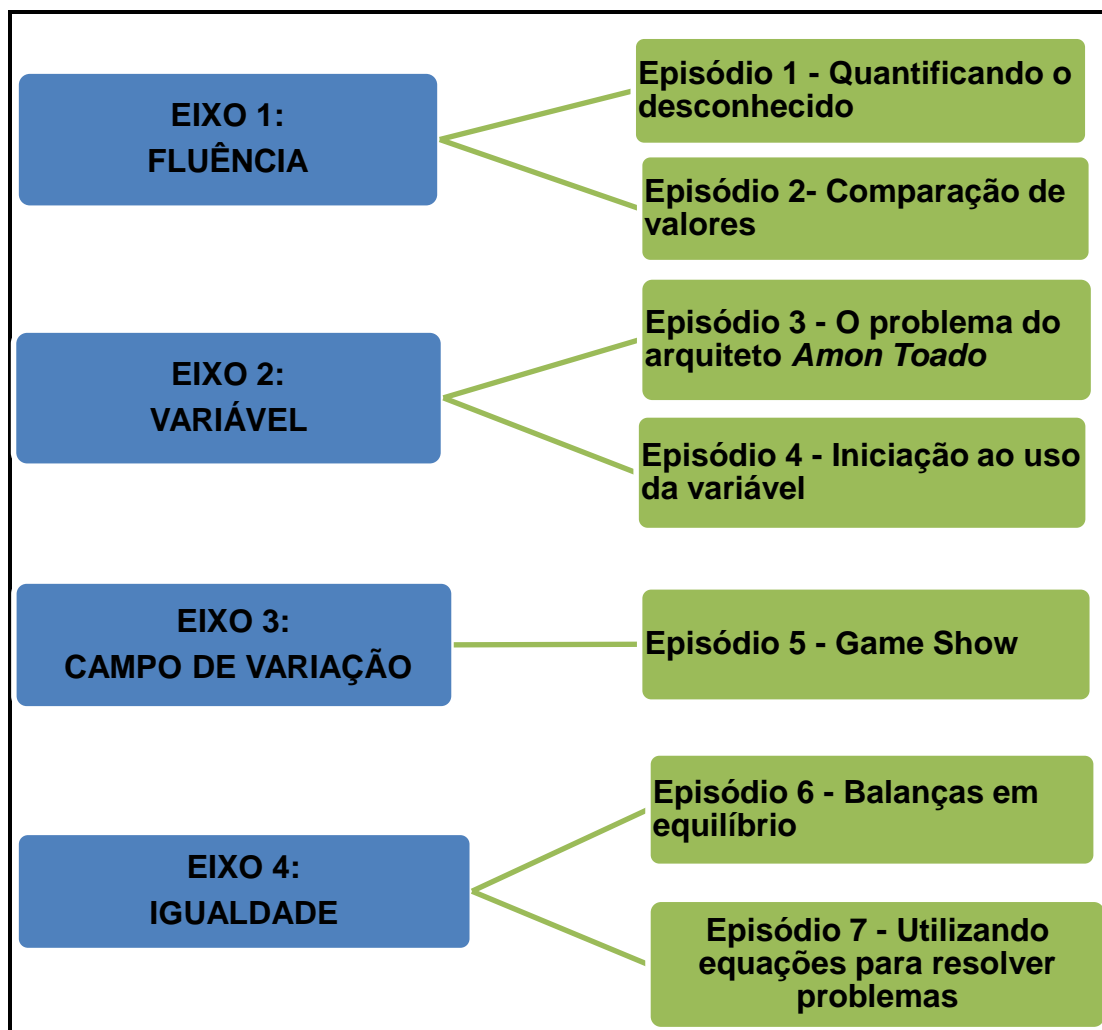 EIXO 1:
FLUÊNCIA
Episódio 1 - Quantificando o
desconhecido
Episódio 2- Comparação de
valores
EIXO 2:
VARIÁVEL
Episódio 3 - O problema do
arquiteto Amon Toado
Episódio 4 - Iniciação ao uso
da variável
EIXO 3:
CAMPO DE VARIAÇÃO
Episódio 5 - Game Show
EIXO 4:
IGUALDADE
Episódio 6 - Balanças em
equilíbrio
Episódio 7 - Utilizando
equações para resolver
problemas